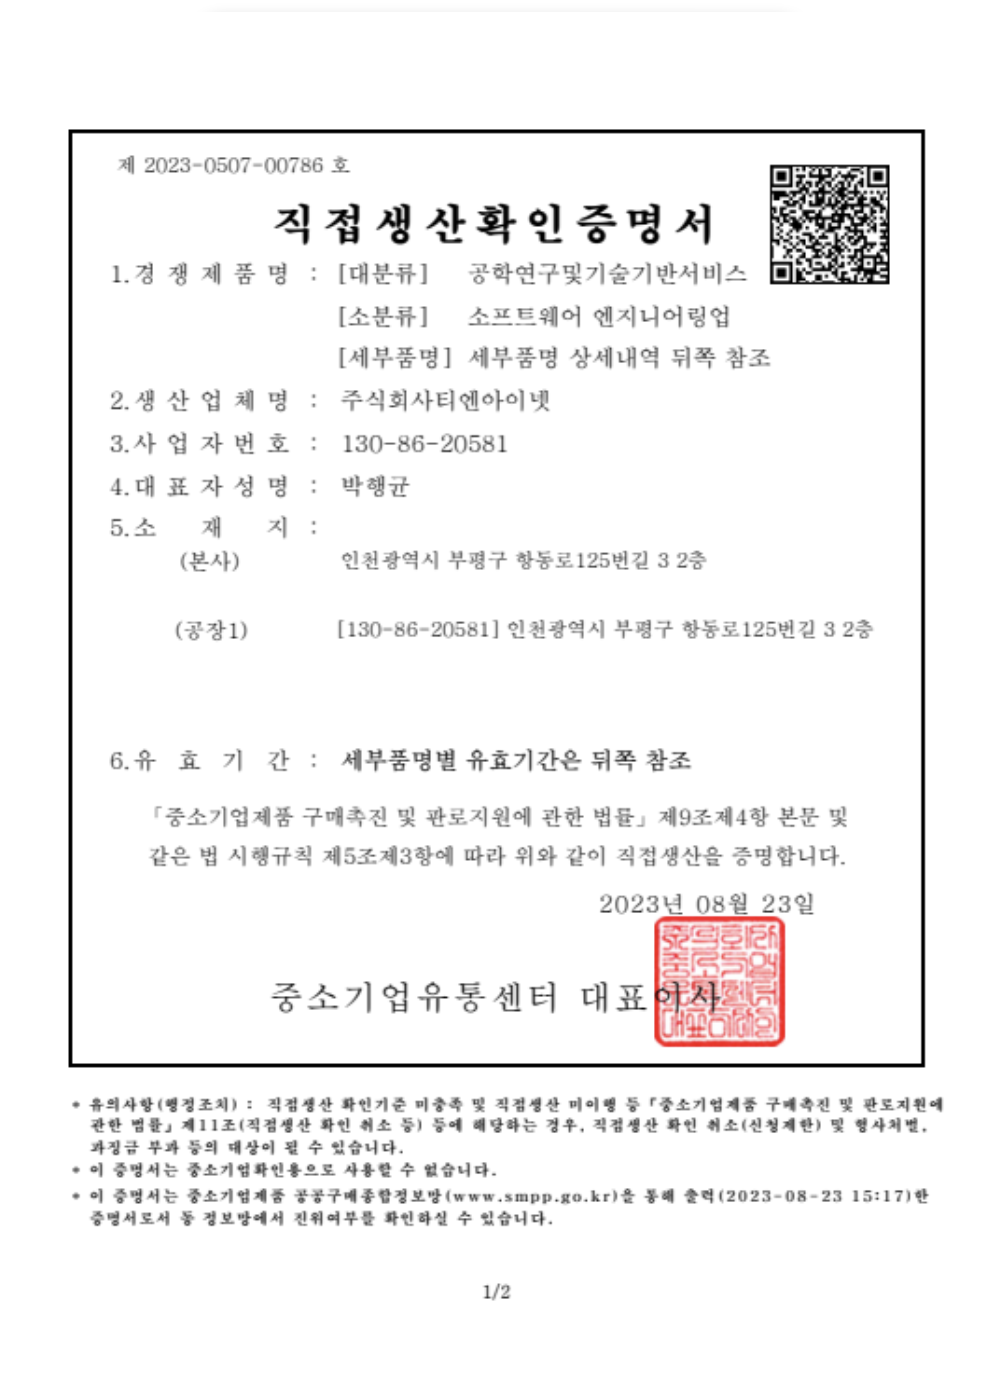 제 2023-0507-00786 호
직접생산확인증명서
1.경 쟁 제 품 명 : [대분류] 공학연구및기술기반서비스
[소분류] 소프트웨어 엔지니어링업
[세부품명] 세부품명 상세내역 뒤쪽 참조
2.생 산 업 체 명 : 주식회사티엔아이넷
3.사 업 자 번 호 : 130-86-20581
4.대 표 자 성 명 : 박행균
5.소 재 지 :
(본사) 인천광역시 부평구 항동로125번길 3 2층
(공장1) [130-86-20581] 인천광역시 부평구 항동로125번길 3 2층
6.유 효 기 간 : 세부품명별 유효기간은 뒤쪽 참조
「중소기업제품 구매촉진 및 판로지원에 관한 법률」 제9조제4항 본문 및
같은 법 시행규칙 제5조제3항에 따라 위와 같이 직접생산을 증명합니다.
2023년 08월 23일
중소기업유통센터 대표이사
* 유의사항(행정조치) : 직접생산 확인기준 미충족 및 직접생산 미이행 등「중소기업제품 구매촉진 및 판로지원에
관한 법률」제11조(직접생산 확인 취소 등) 등에 해당하는 경우, 직접생산 확인 취소(신청제한) 및 형사처벌,
과징금 부과 등의 대상이 될 수 있습니다.
* 이 증명서는 중소기업확인용으로 사용할 수 없습니다.
* 이 증명서는 중소기업제품 공공구매종합정보망(www.smpp.go.kr)을 통해 출력(2023-08-23 15:17)한
증명서로서 동 정보망에서 진위여부를 확인하실 수 있습니다.
1/2